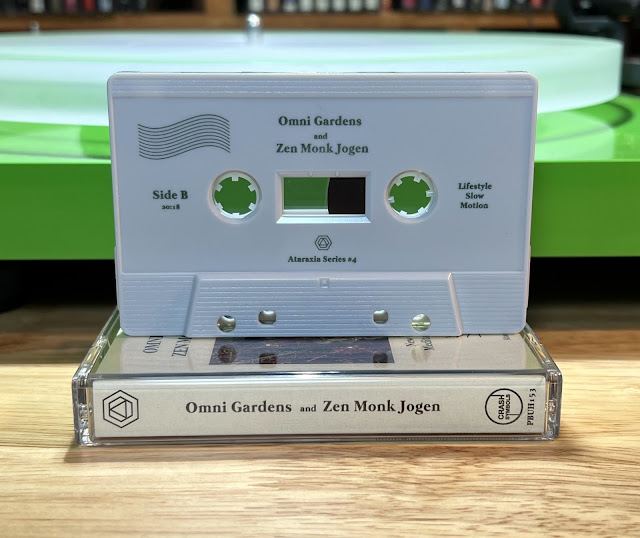 Omni Gardens
and
Zen Monk Jogen
Side B
20:18
Lifestyle
Slow
Motion
Ataraxia Series #4
Omni Gardens and Zen Monk Jogen
CRASH
SYMBOLS
PBUH153